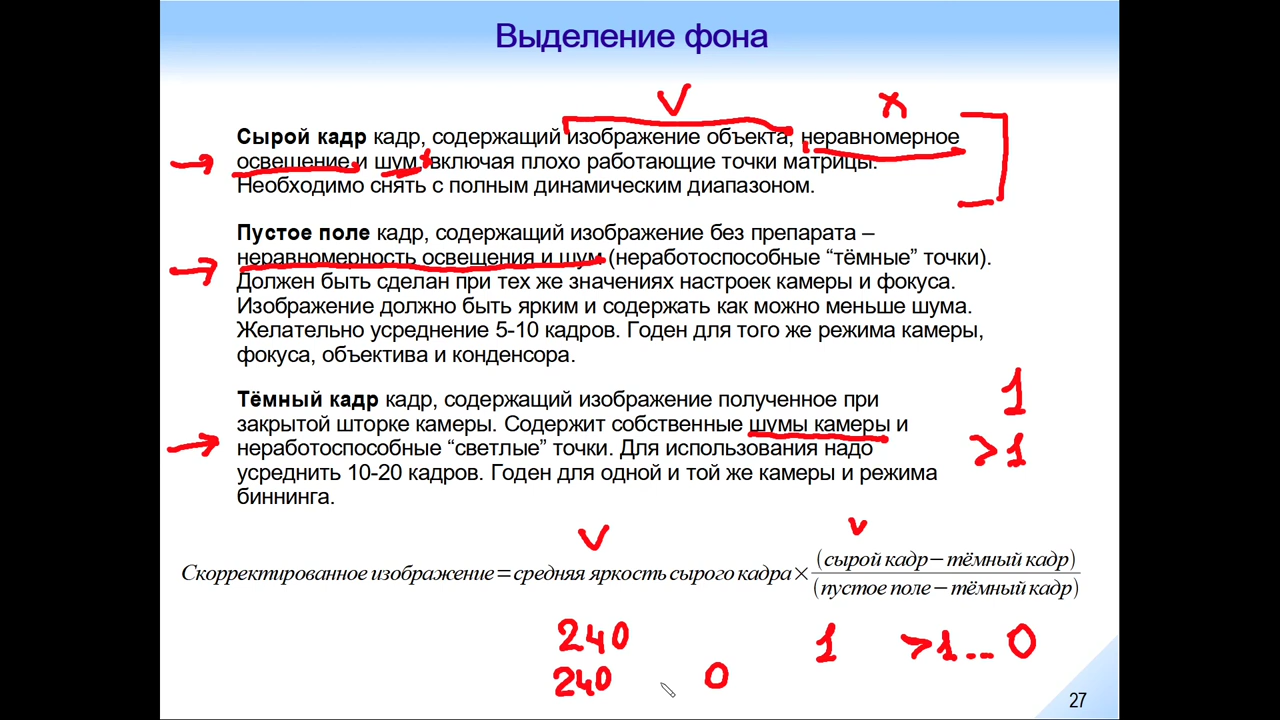 Выделение фона
V x
Сырой кадр кадр, содержащий изображение объекта, неравномерное
освещение и шум, включая плохо работающие точки матрицы.
Необходимо снять с полным динамическим диапазоном.
Пустое поле кадр, содержащий изображение без препарата –
неравномерность освещения и шум (неработоспособные “тёмные” точки).
Должен быть сделан при тех же значениях настроек камеры и фокуса.
Изображение должно быть ярким и содержать как можно меньше шума.
Желательно усреднение 5-10 кадров. Годен для того же режима камеры,
фокуса, объектива и конденсора.
1
Тёмный кадр кадр, содержащий изображение полученное при
закрытой шторке камеры. Содержит собственные шумы камеры и
неработоспособные “светлые” точки. Для использования надо
>1
усреднить 10-20 кадров. Годен для одной и той же камеры и режима
биннинга.
V v
Скорректированное изображение=средняя яркость сырого кадра×(сырой кадр−тёмный кадр)
(пустое поле−тёмный кадр)
240 1 >1...0
240 0
27